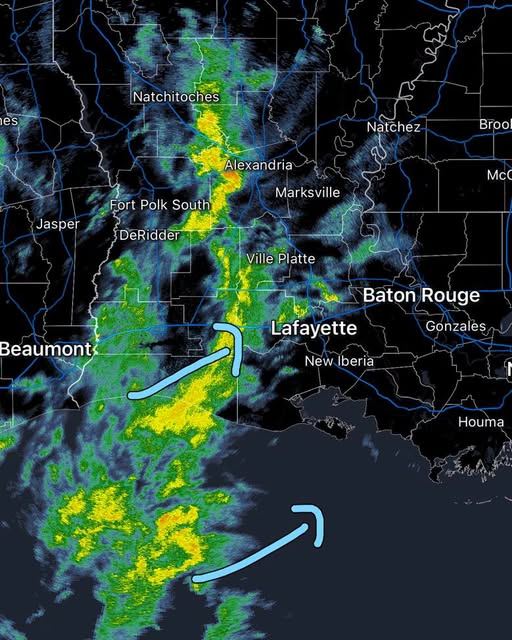 Natchitoches
nes
Natchez
Brook
Alexandria
McC
Marksville
Fort Polk South
Jasper
DeRidder
Ville Platte
Baton Rouge
Lafayette
Gonzales
Beaumont
New Iberia
N
Houma